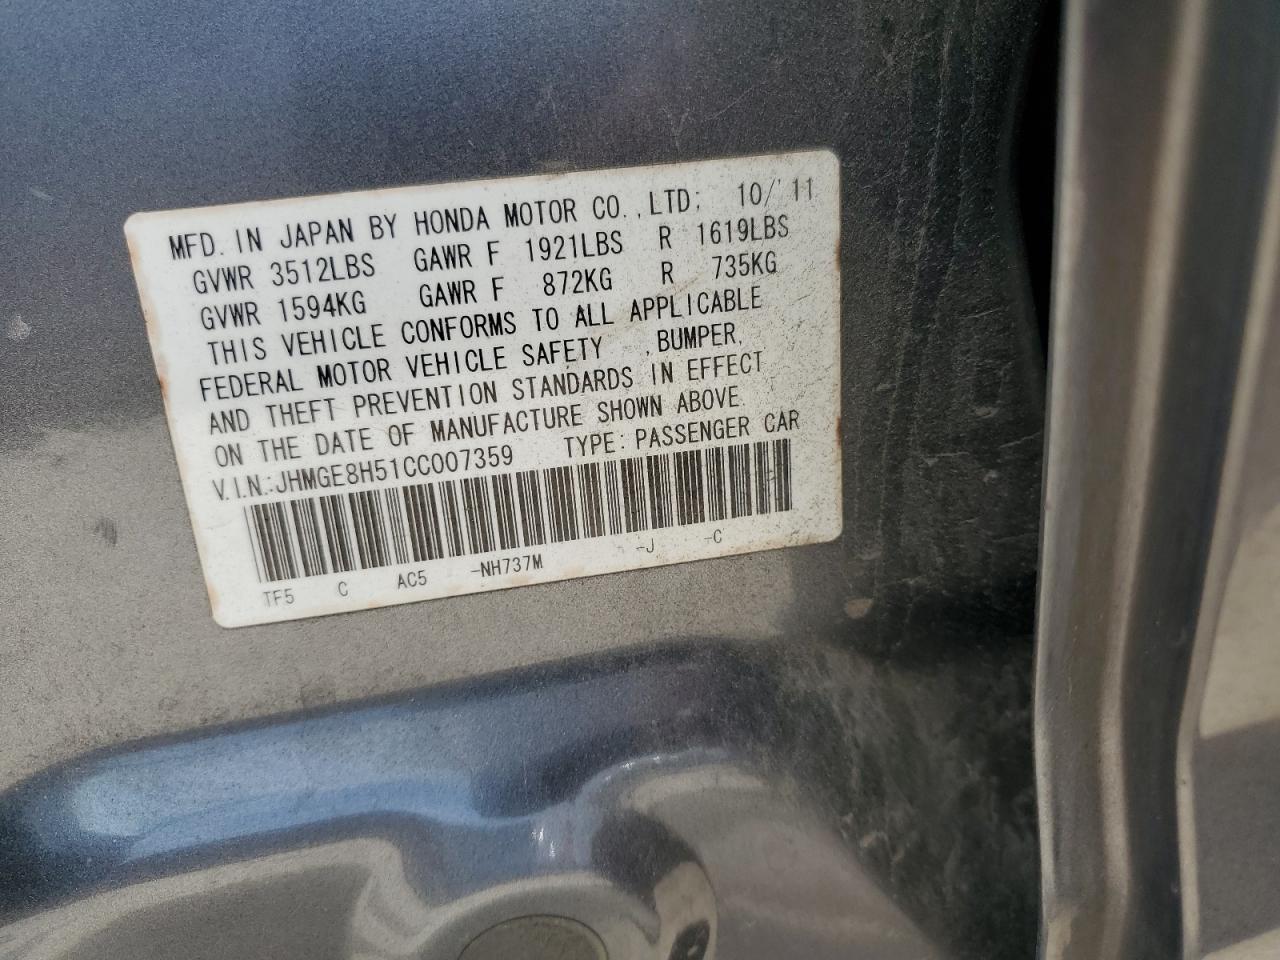 MFD. IN JAPAN BY HONDA MOTOR CO., LTD; 10/'11
GVWR 3512LBS GAWR F 1921LBS R 1619LBS
GVWR 1594KG GAWR F 872KG R 735KG
THIS VEHICLE CONFORMS TO ALL APPLICABLE
FEDERAL MOTOR VEHICLE SAFETY ,BUMPER,
AND THEFT PREVENTION STANDARDS IN EFFECT
ON THE DATE OF MANUFACTURE SHOWN ABOVE
V.I.N.:JHMGE8H51CC007359 TYPE: PASSENGER CAR
TF5 C AC5 -NH737M -J -C